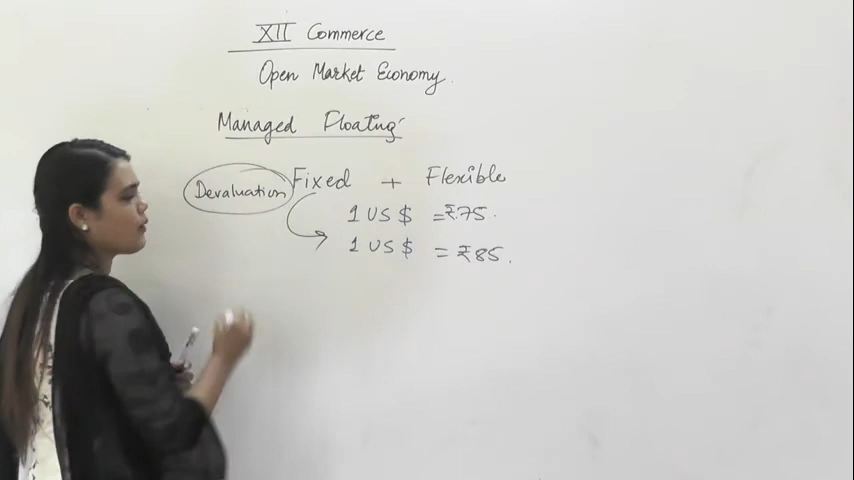 XII Commerce
Open Market Economy.
Managed Floating
Devaluation Fixed + Flexible
1 US $ = ₹75.
1 US $ = ₹85.